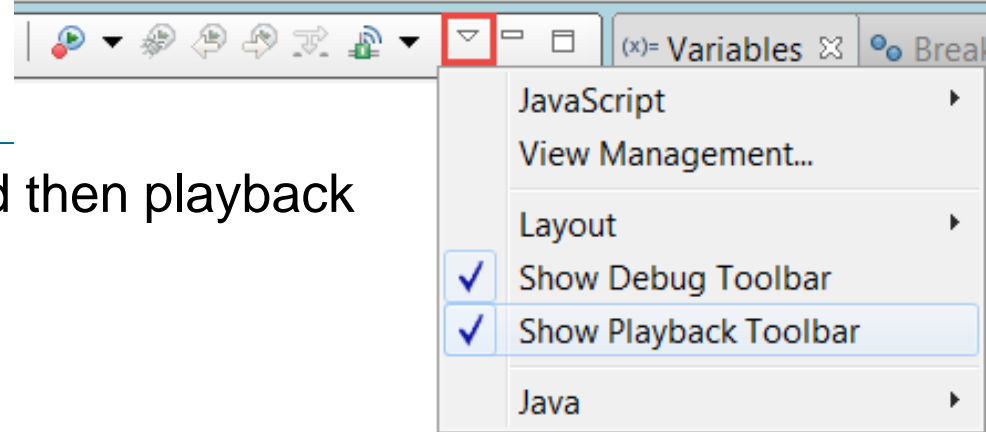 (x)= Variables Break
JavaScript
View Management...
d then playback
Layout
Show Debug Toolbar
Show Playback Toolbar
Java